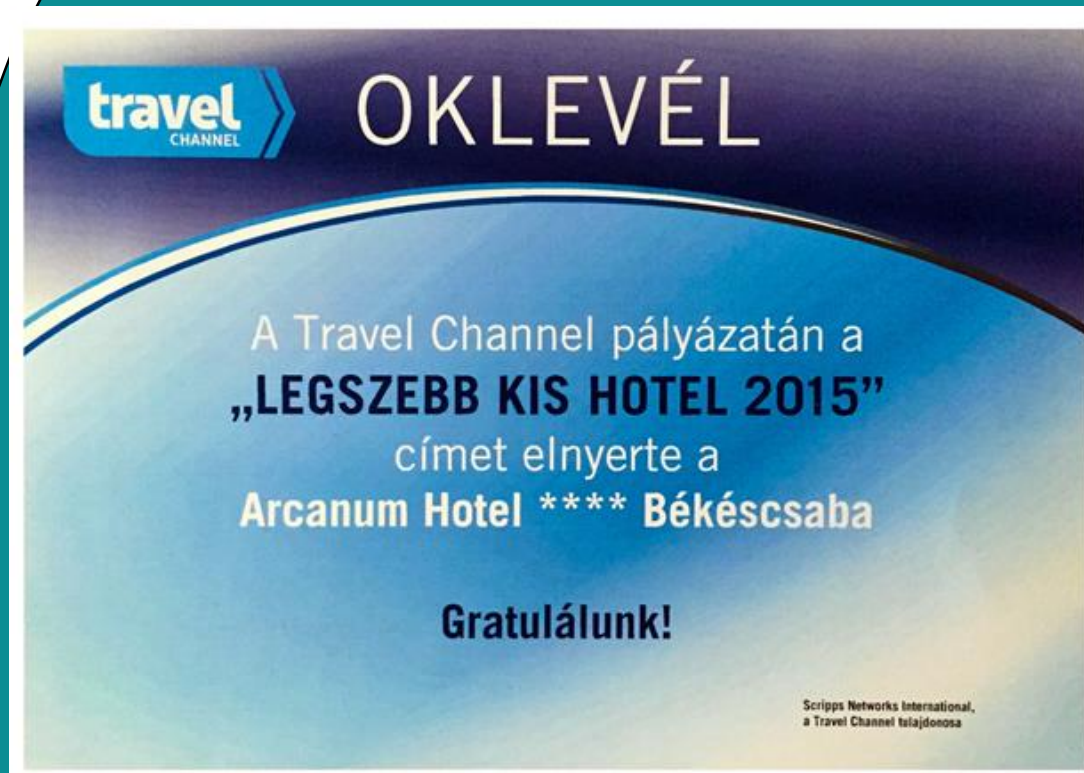 travel
CHANNEL
OKLEVÉL
A Travel Channel pályázatán a
„LEGSZEBB KIS HOTEL 2015”
címet elnyerte a
Arcanum Hotel **** Békéscsaba
Gratulálunk!
Scripps Networks International,
a Travel Channel tulajdonosa